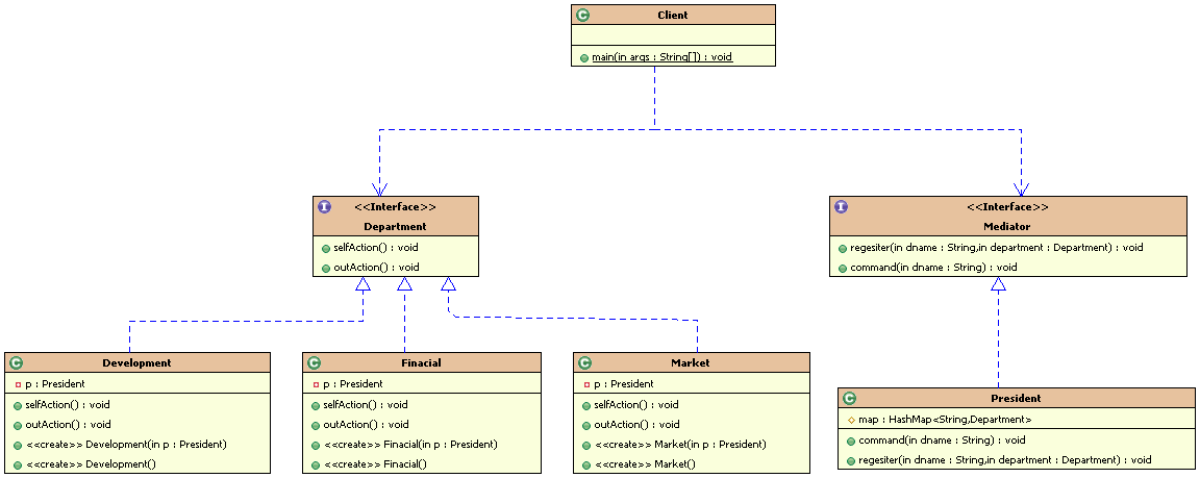 C Client
main(in args : String[]) : void
I <<Interface>>
Department
selfAction() : void
outAction() : void
I <<Interface>>
Mediator
regesiter(in dname : String,in department : Department) : void
command(in dname : String) : void
C Development
p : President
selfAction() : void
outAction() : void
<<create>> Development(in p : President)
<<create>> Development()
C Finacial
p : President
selfAction() : void
outAction() : void
<<create>> Finacial(in p : President)
<<create>> Finacial()
C Market
p : President
selfAction() : void
outAction() : void
<<create>> Market(in p : President)
<<create>> Market()
C President
map : HashMap<String,Department>
command(in dname : String) : void
regesiter(in dname : String,in department : Department) : void